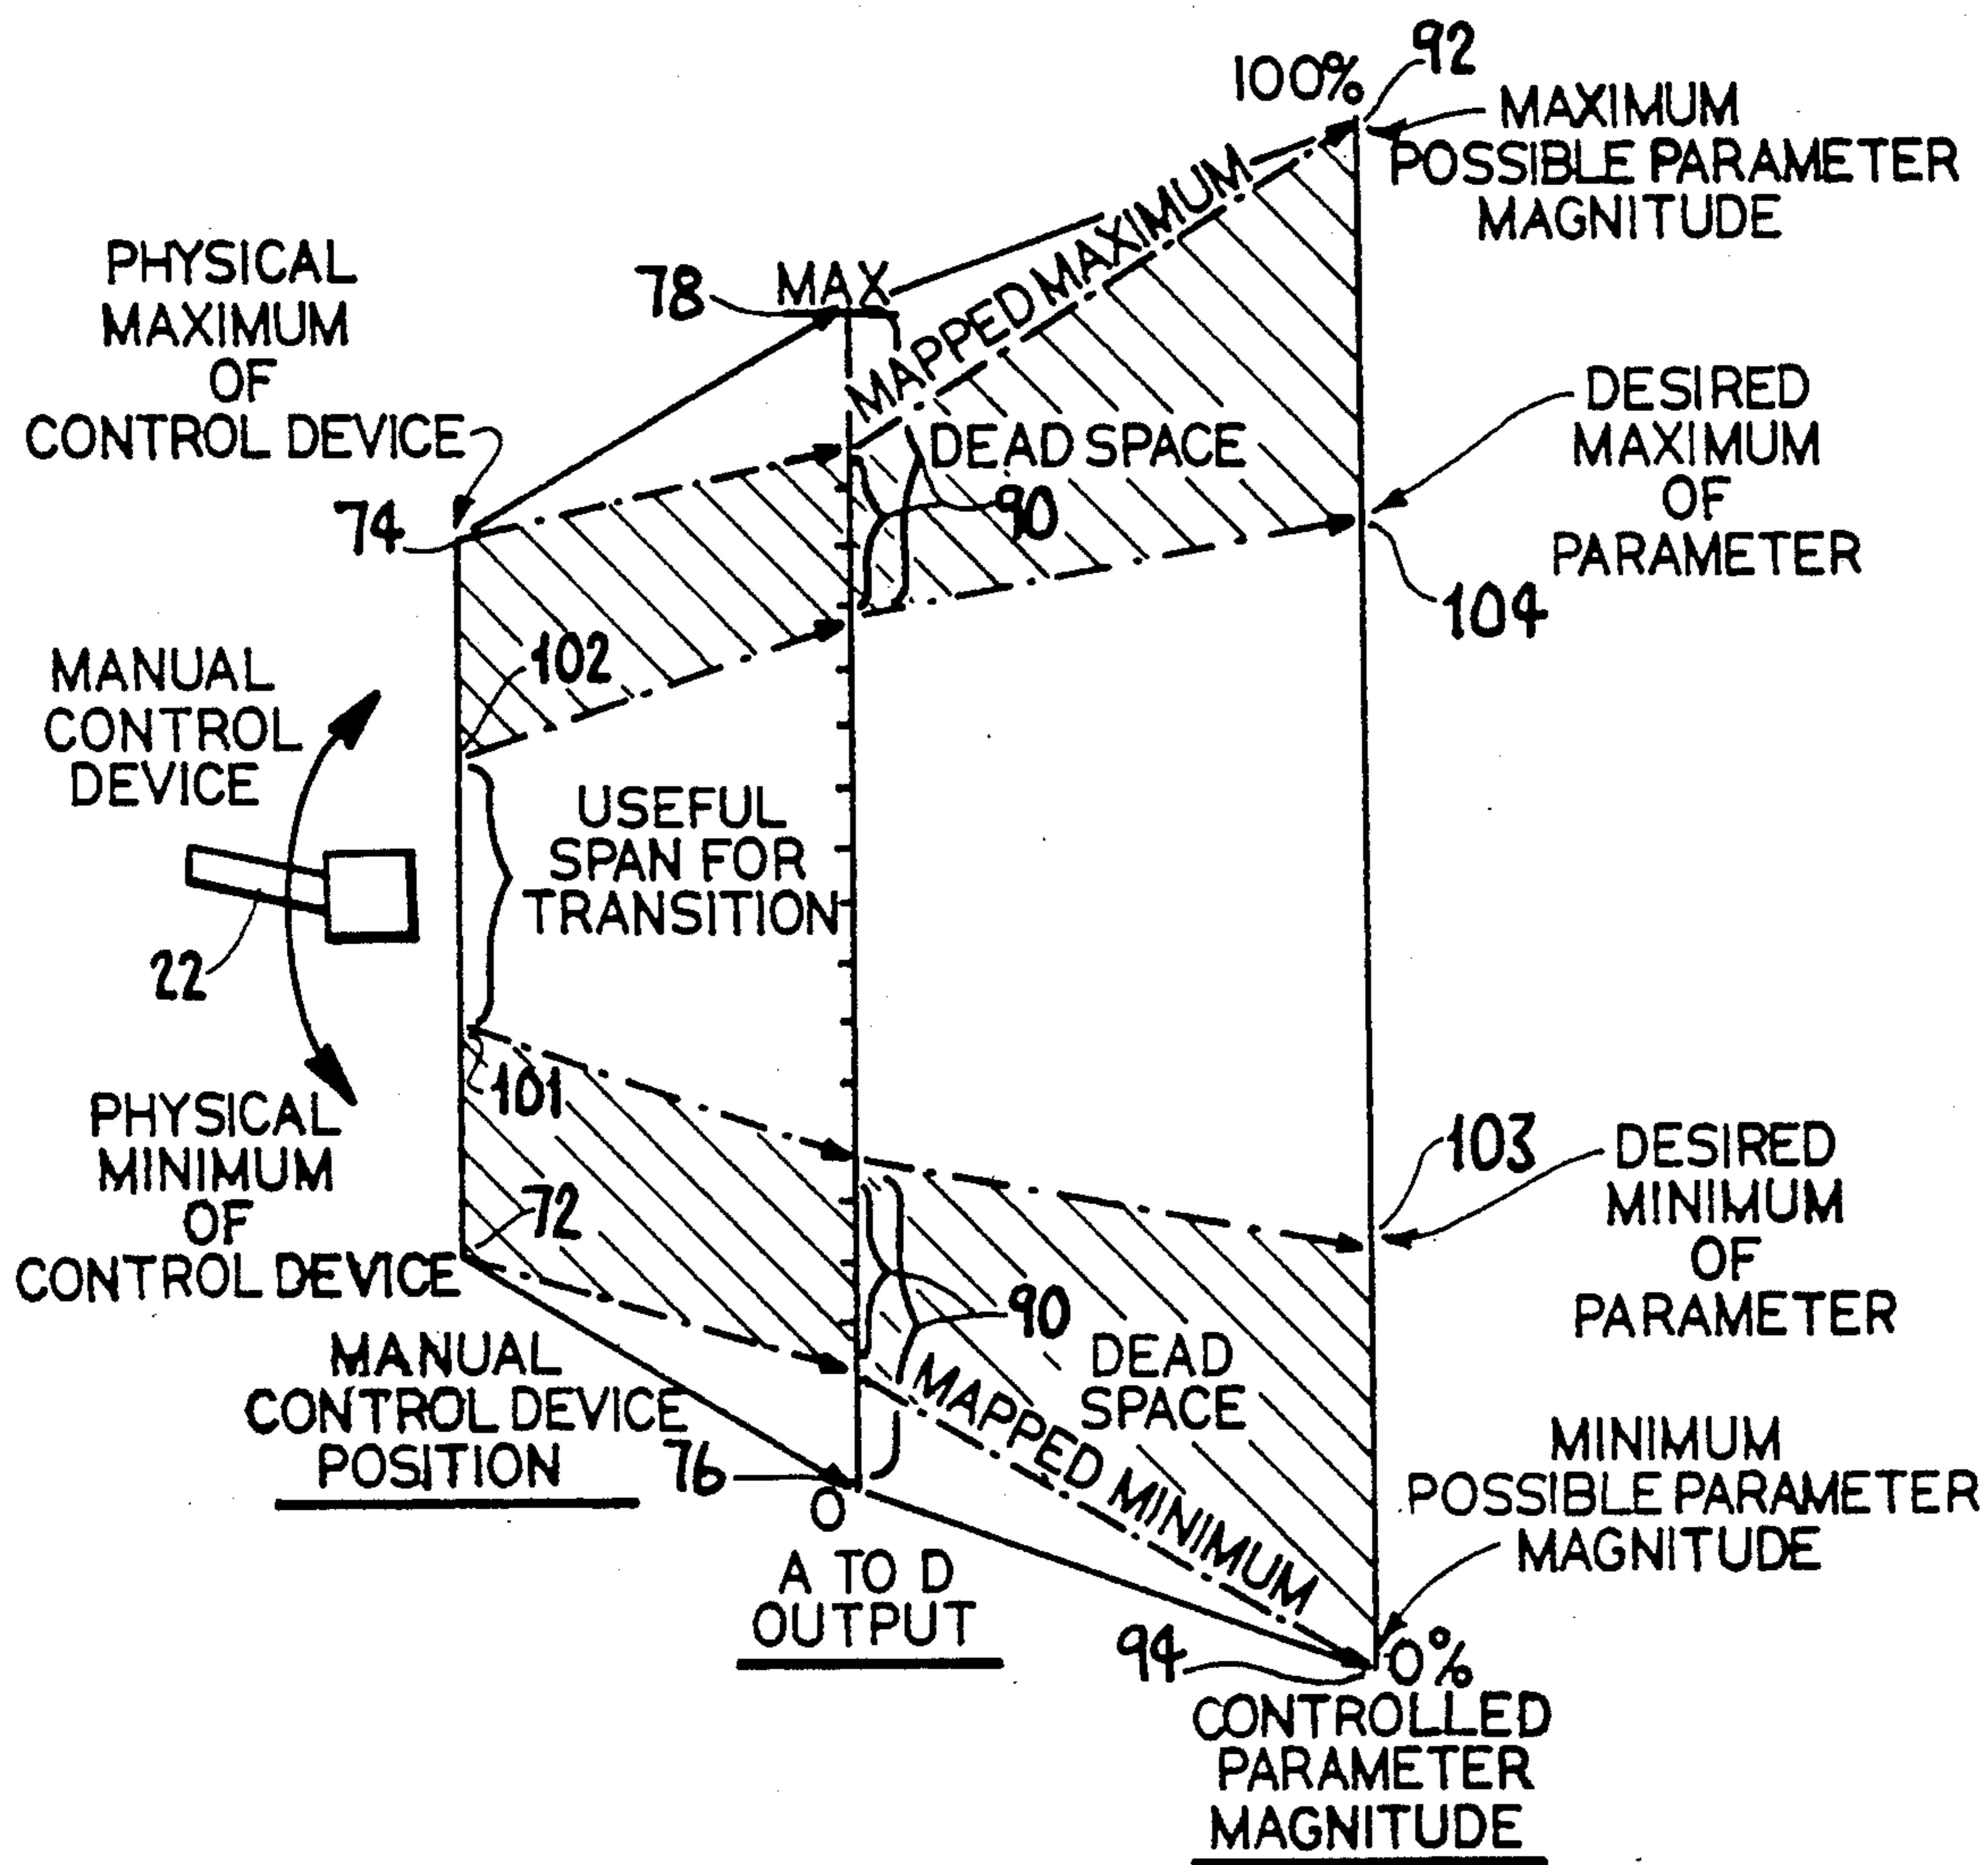 100%
92
MAXIMUM
POSSIBLE PARAMETER
MAGNITUDE
PHYSICAL
MAXIMUM
OF
CONTROL DEVICE
78
MAX
MAPPED MAXIMUM
DEAD SPACE
90
74
DESIRED
MAXIMUM
OF
PARAMETER
104
102
MANUAL
CONTROL
DEVICE
22
USEFUL
SPAN FOR
TRANSITION
101
PHYSICAL
MINIMUM
OF
CONTROL DEVICE
72
103
DESIRED
MINIMUM
OF
PARAMETER
90
DEAD
SPACE
MAPPED MINIMUM
MANUAL
CONTROL DEVICE
POSITION
76
0
A TO D
OUTPUT
MINIMUM
POSSIBLE PARAMETER
MAGNITUDE
94
0%
CONTROLLED
PARAMETER
MAGNITUDE